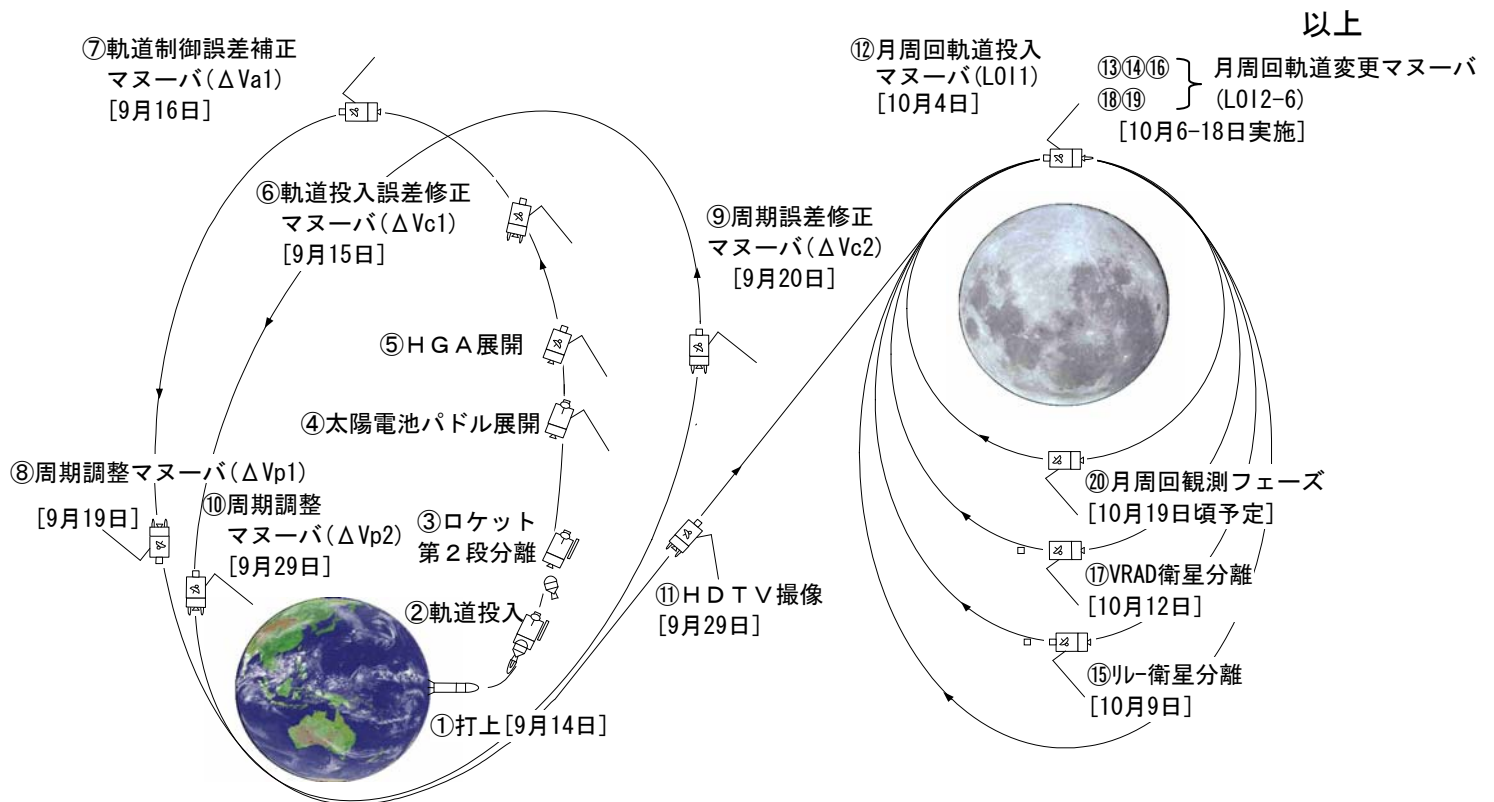 以上
⑦軌道制御誤差補正
マヌーバ(ΔVa1)
[9月16日]
⑫月周回軌道投入
マヌーバ(LOI1)
[10月4日]
⑬⑭⑯
⑱⑲
月周回軌道変更マヌーバ
(LOI2-6)
[10月6-18日実施]
⑥軌道投入誤差修正
マヌーバ(ΔVc1)
[9月15日]
⑨周期誤差修正
マヌーバ(ΔVc2)
[9月20日]
⑤HGA展開
④太陽電池パドル展開
⑧周期調整マヌーバ(ΔVp1)
[9月19日]
⑩周期調整
マヌーバ(ΔVp2)
[9月29日]
③ロケット
第2段分離
②軌道投入
①打上[9月14日]
⑪HDTV撮像
[9月29日]
⑳月周回観測フェーズ
[10月19日頃予定]
⑰VRAD衛星分離
[10月12日]
⑮リレー衛星分離
[10月9日]